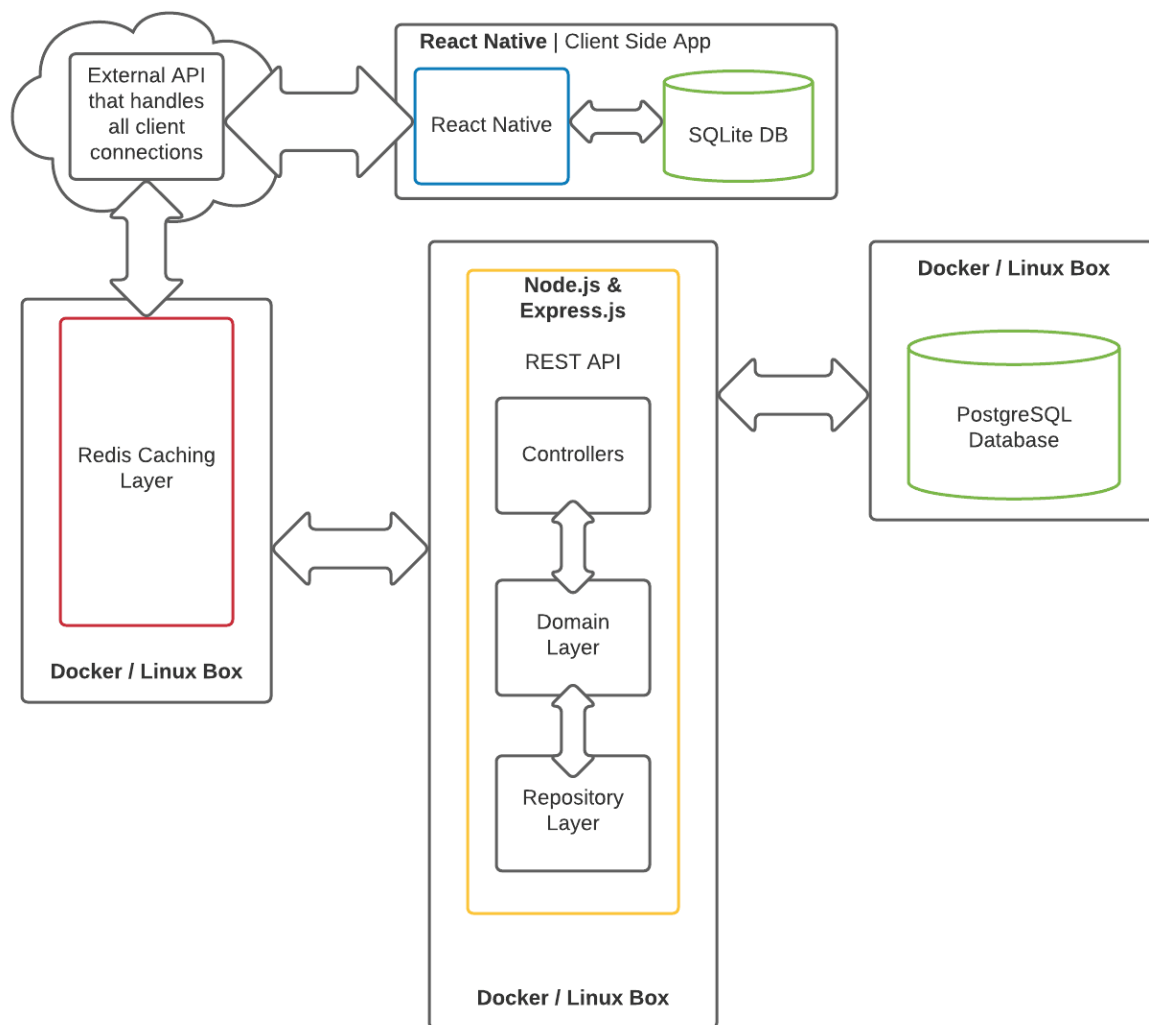 External API
that handles
all client
connections
React Native | Client Side App
React Native
SQLite DB
Redis Caching
Layer
Docker / Linux Box
Node.js &
Express.js
REST API
Controllers
Domain
Layer
Repository
Layer
Docker / Linux Box
Docker / Linux Box
PostgreSQL
Database